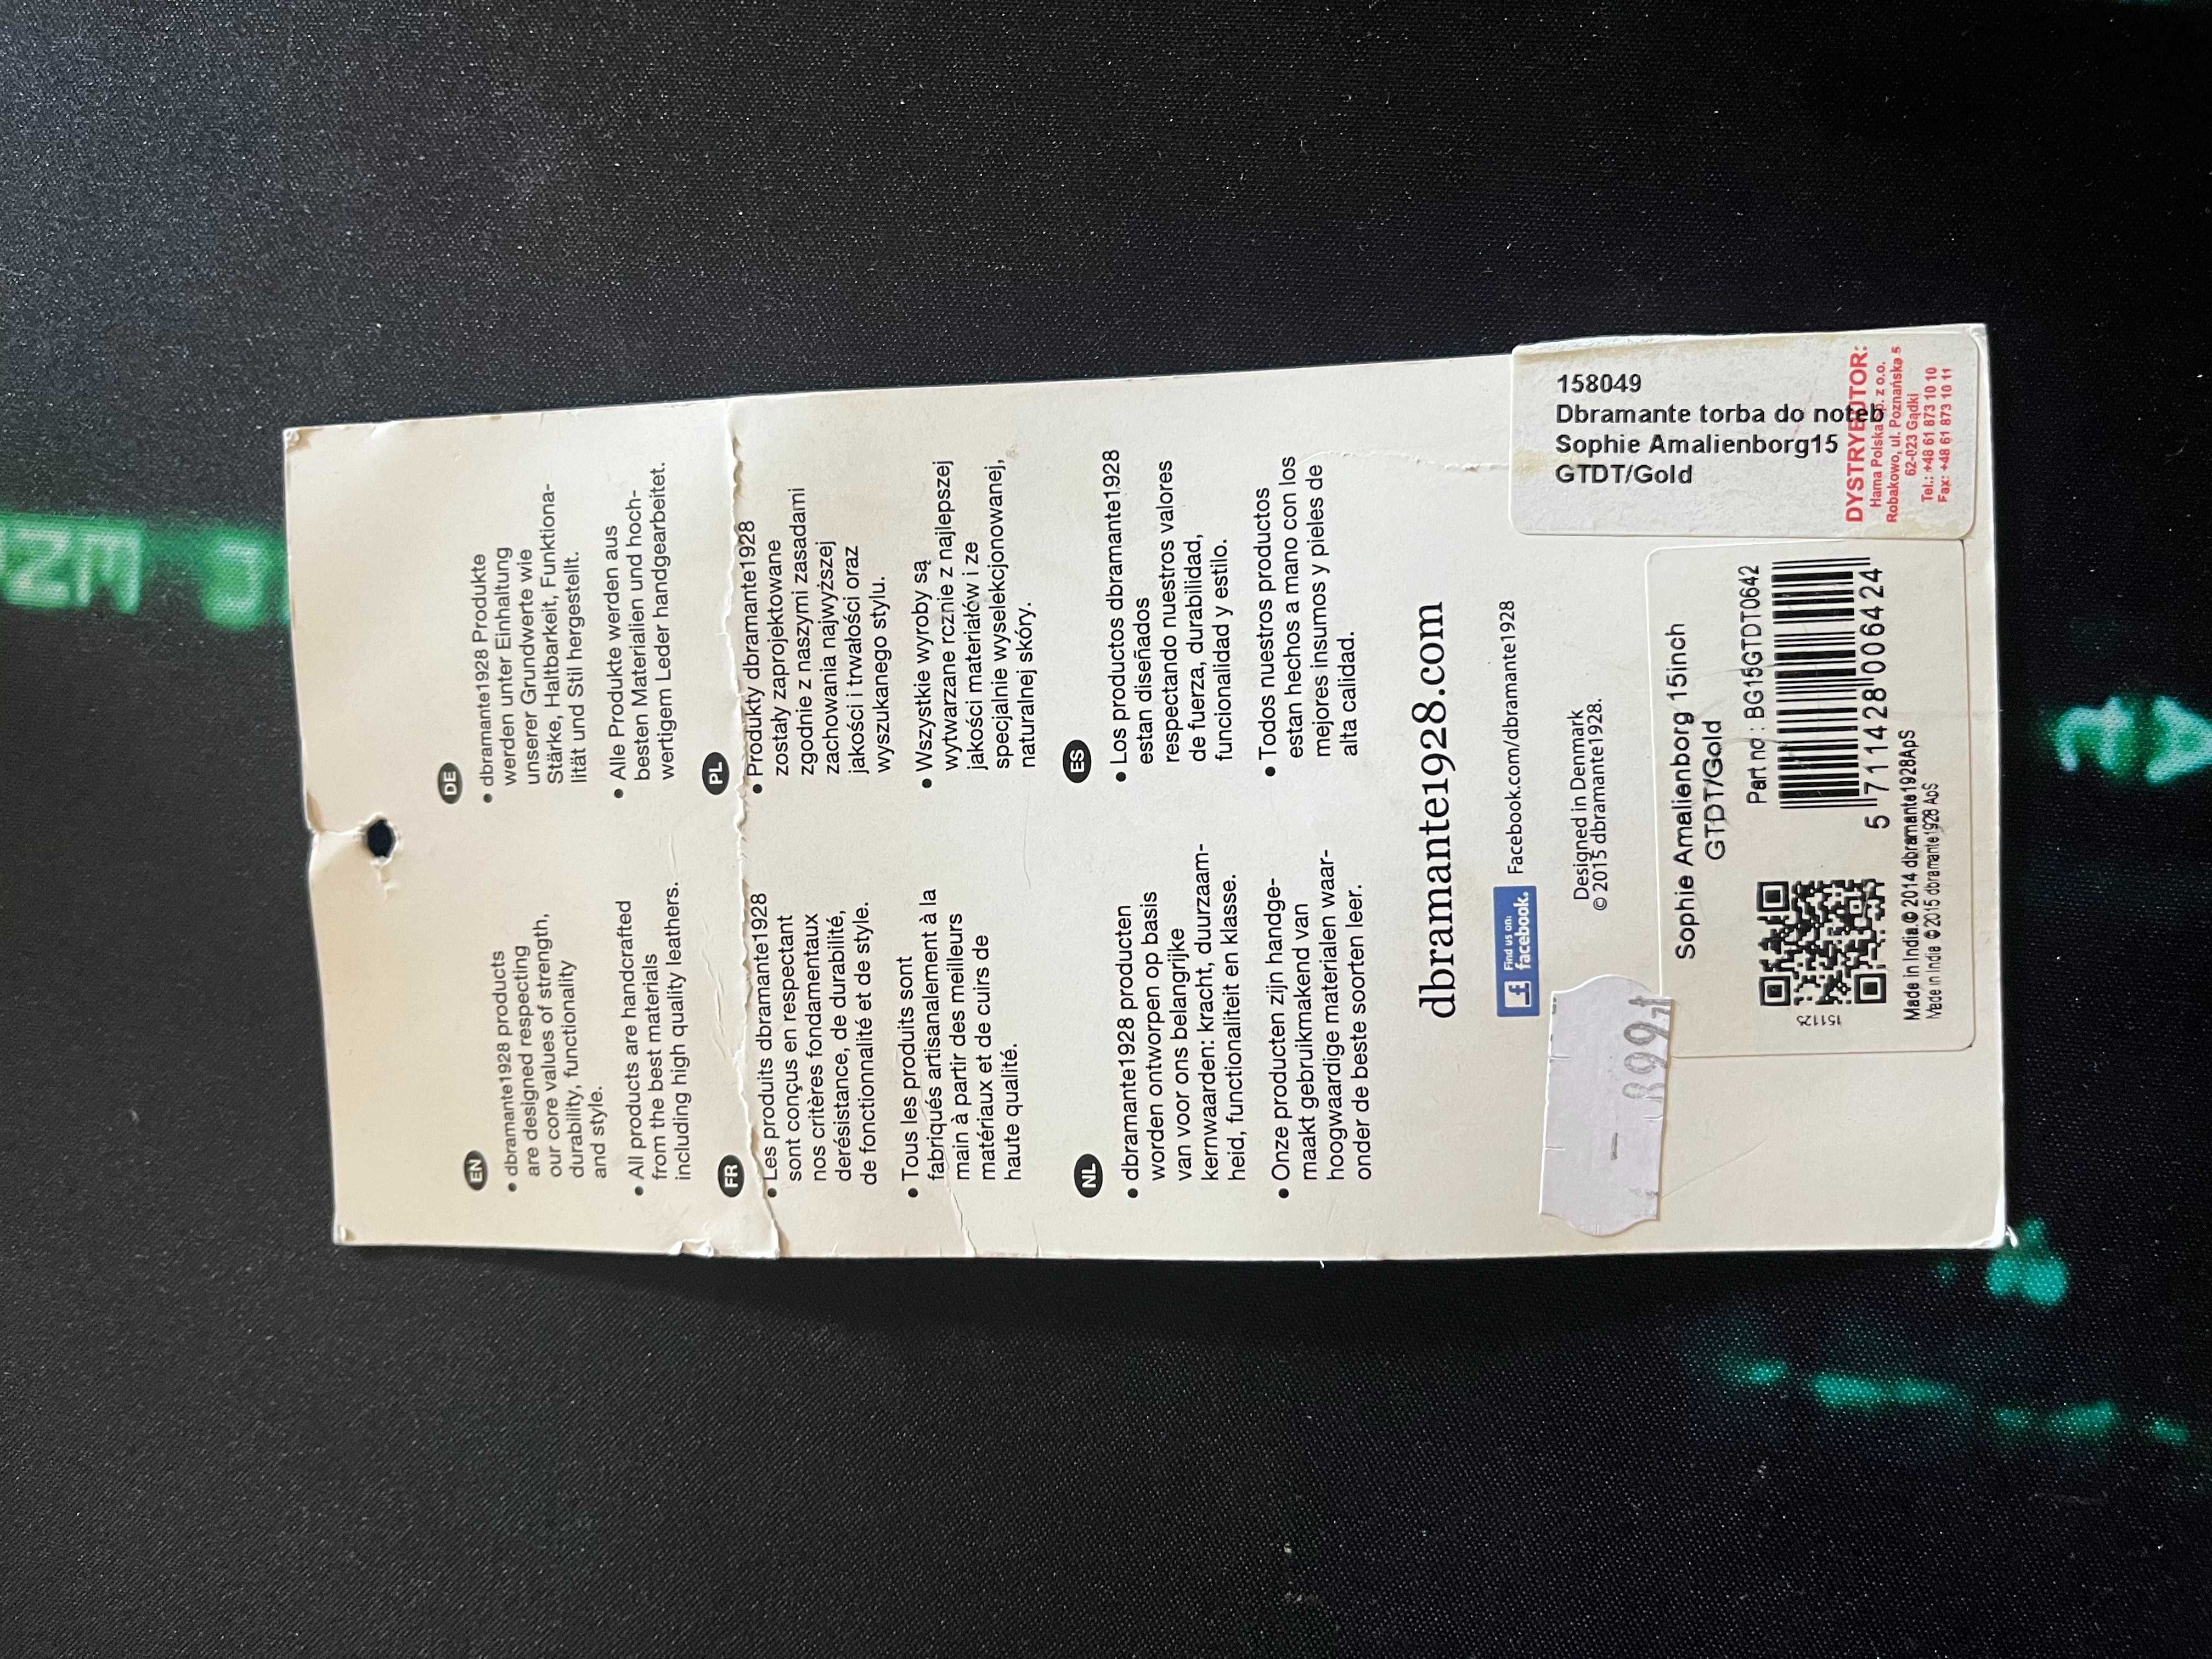 EN
• dbramante1928 products
are designed respecting
our core values of strength,
durability, functionality
and style.
• All products are handcrafted
from the best materials
including high quality leathers.
DE
• dbramante1928 Produkte
werden unter Einhaltung
unserer Grundwerte wie
Stärke, Haltbarkeit, Funktiona-
lität und Stil hergestellt.
• Alle Produkte werden aus
besten Materialien und hoch-
wertigem Leder handgearbeitet.
FR
• Les produits dbramante1928
sont conçus en respectant
nos critères fondamentaux
derésistance, de durabilité,
de fonctionnalité et de style.
• Tous les produits sont
fabriqués artisanalement à la
main à partir des meilleurs
matériaux et de cuirs de
haute qualité.
PL
• Produkty dbramante1928
zostały zaprojektowane
zgodnie z naszymi zasadami
zachowania najwyższej
jakości i trwałości oraz
wyszukanego stylu.
• Wszystkie wyroby są
wytwarzane rcznie z najlepszej
jakości materiałów i ze
specjalnie wyselekcjonowanej,
naturalnej skóry.
NL
• dbramante1928 producten
worden ontworpen op basis
van voor ons belangrijke
kernwaarden: kracht, duurzaam-
heid, functionaliteit en klasse.
• Onze producten zijn handge-
maakt gebruikmakend van
hoogwaardige materialen waar-
onder de beste soorten leer.
ES
• Los productos dbramante1928
estan diseñados
respectando nuestros valores
de fuerza, durabilidad,
funcionalidad y estilo.
• Todos nuestros productos
estan hechos a mano con los
mejores insumos y pieles de
alta calidad.
dbramante1928.com
Find us on:
facebook.
Facebook.com/dbramante1928
Designed in Denmark
© 2015 dbramante1928.
Sophie Amalienborg 15inch
GTDT/Gold
Part no : BG15GTDT0642
151125
5 711428 006424
Made in India.© 2014 dbramante1928ApS
Made in India ©2015 dbramante1928 ApS
158049
Dbramante torba do noteb
Sophie Amalienborg15
GTDT/Gold
DYSTRYBUTOR:
Hama Polska Sp. z o.o.
Robakowo, ul. Poznańska 5
62-023 Gądki
Tel.: +48 61 873 10 10
Fax: +48 61 873 10 11